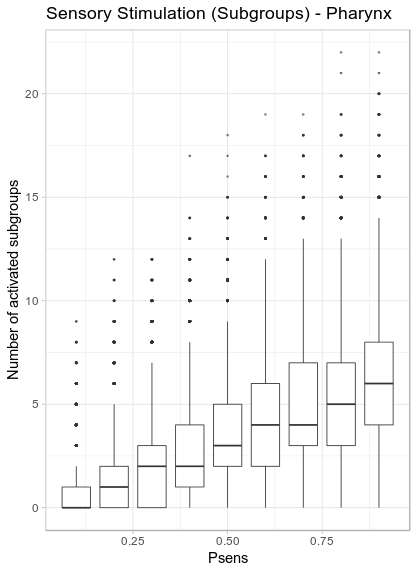 Sensory Stimulation (Subgroups) - Pharynx
Number of activated subgroups
20
15
10
5
0
0.25 0.50 0.75
Psens